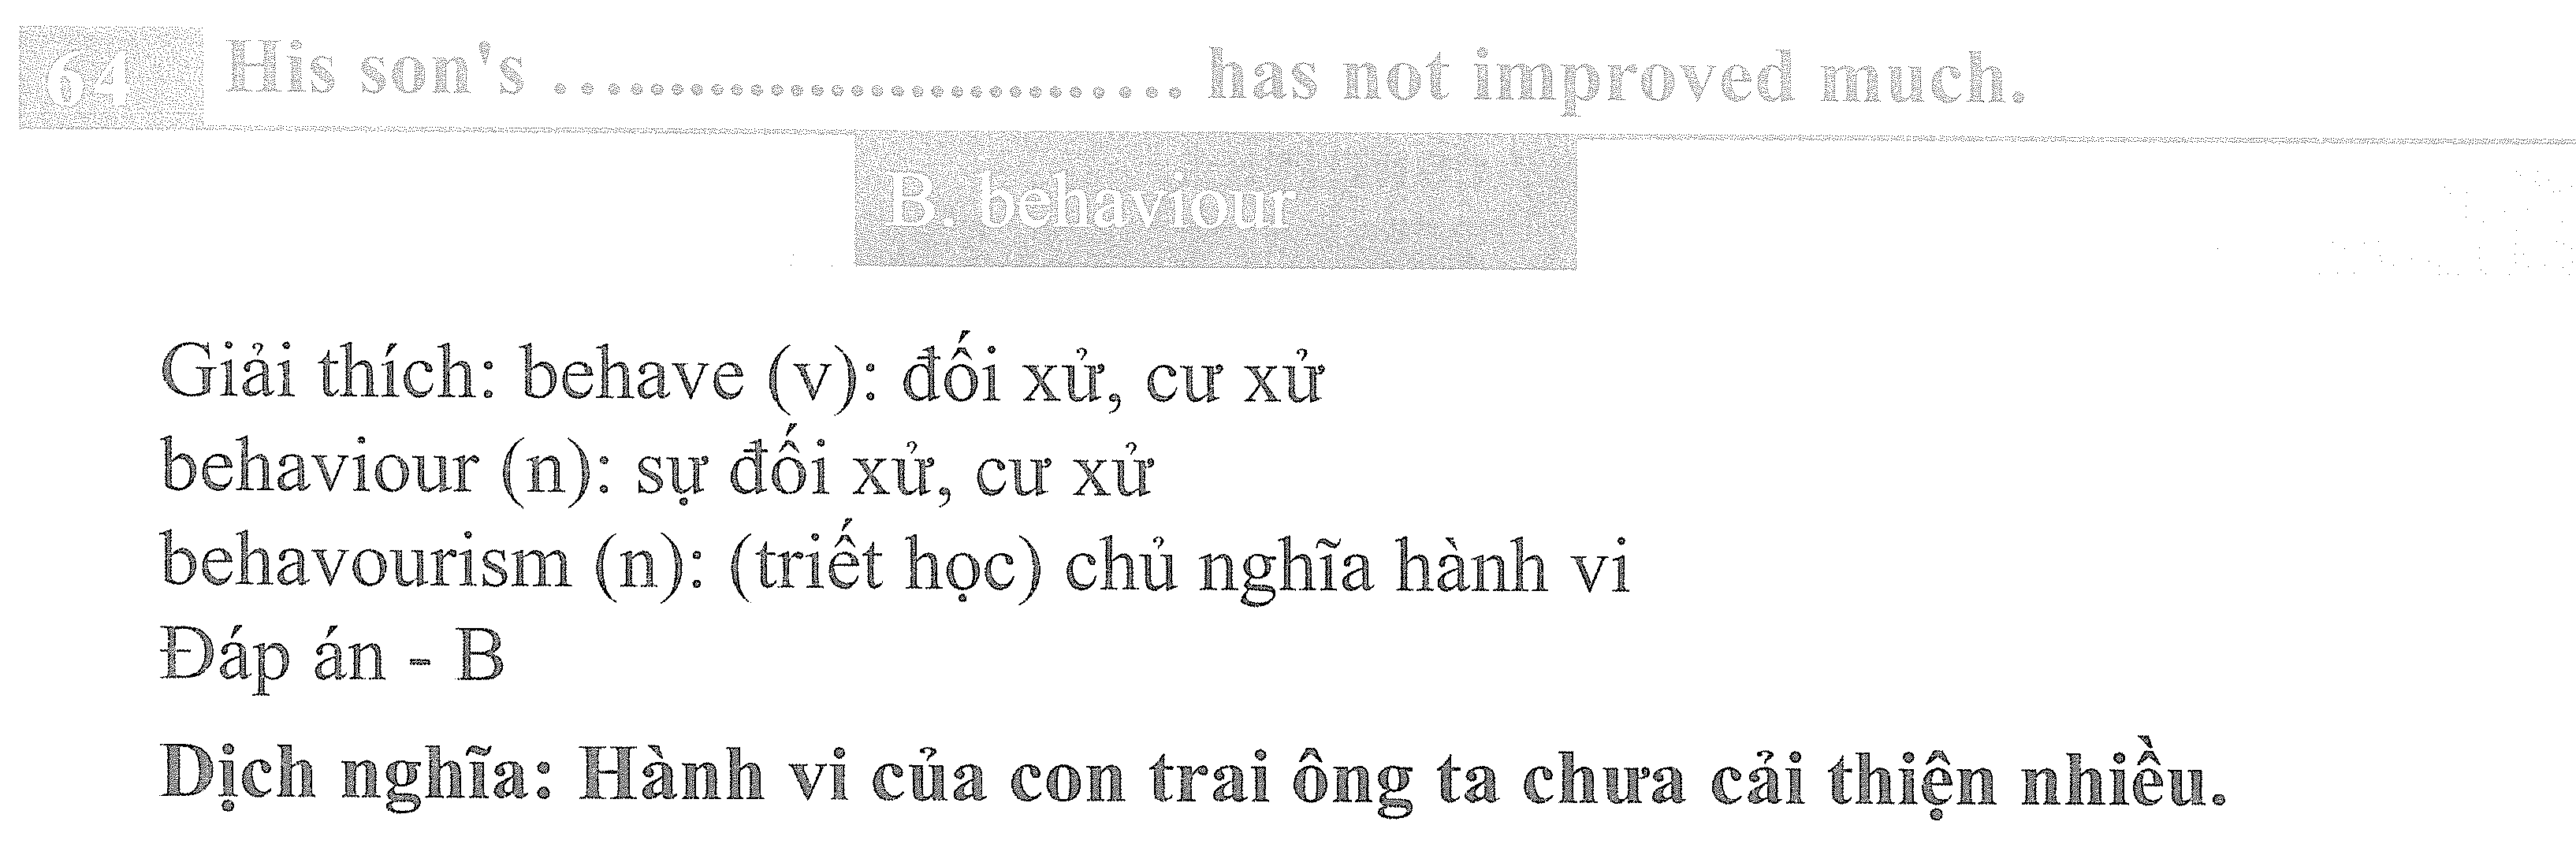 64 His son's .............................. has not improved much.
B. behaviour
Giải thích: behave (v): đối xử, cư xử
behaviour (n): sự đối xử, cư xử
behavourism (n): (triết học) chủ nghĩa hành vi
Đáp án - B
Dịch nghĩa: Hành vi của con trai ông ta chưa cải thiện nhiều.